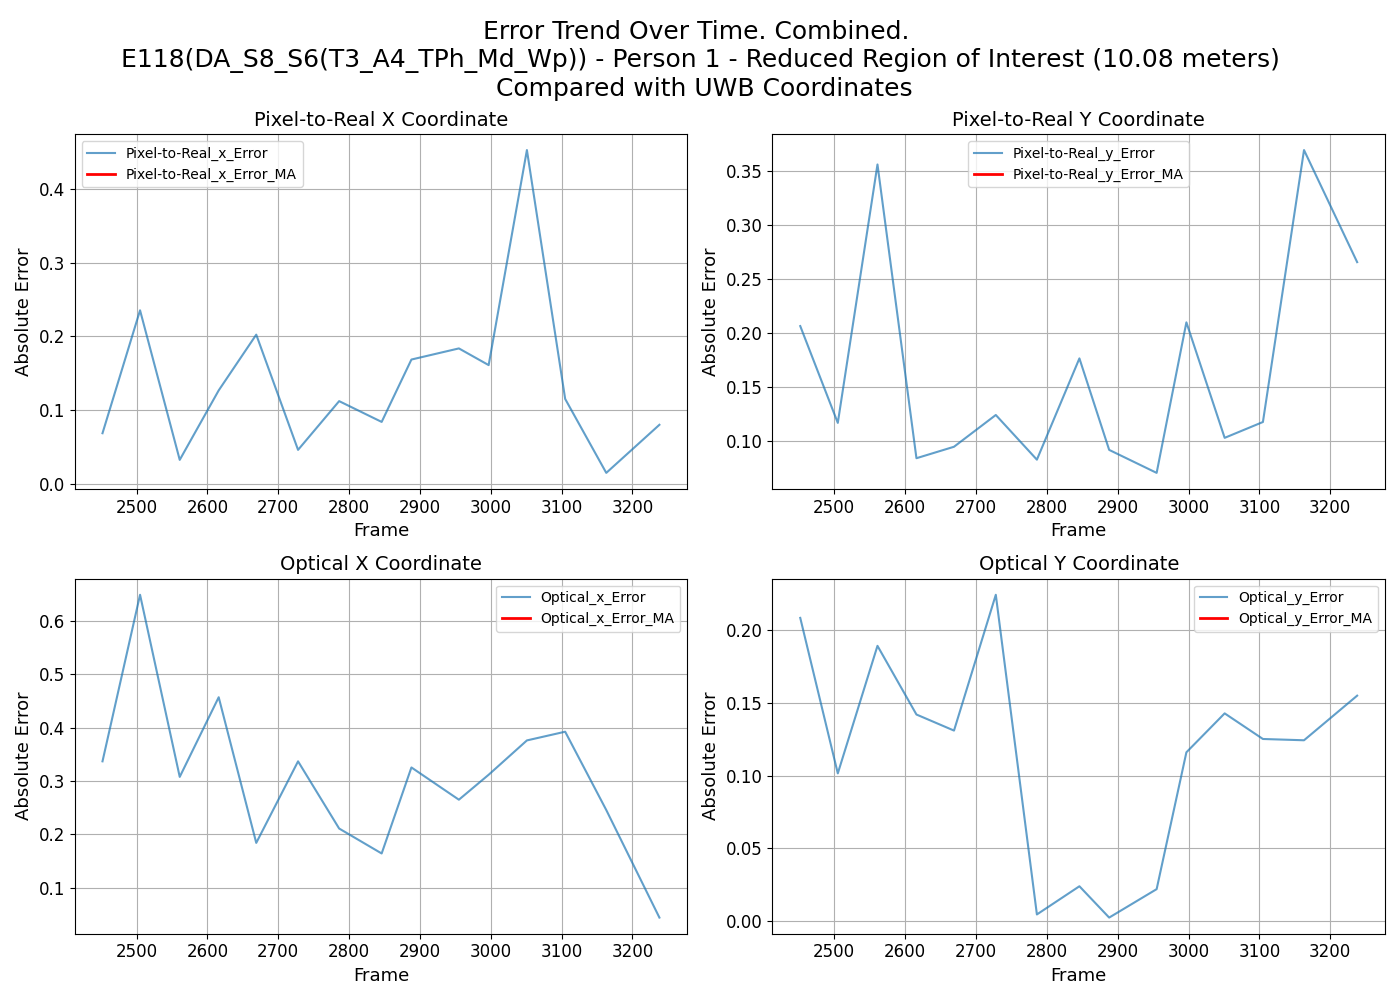 Error Trend Over Time. Combined.
E118(DA_S8_S6(T3_A4_TPh_Md_Wp)) - Person 1 - Reduced Region of Interest (10.08 meters)
Compared with UWB Coordinates
Pixel-to-Real X Coordinate
Pixel-to-Real_x_Error
Pixel-to-Real_x_Error_MA
Absolute Error
0.4
0.3
0.2
0.1
0.0
2500 2600 2700 2800 2900 3000 3100 3200
Frame
Pixel-to-Real Y Coordinate
Pixel-to-Real_y_Error
Pixel-to-Real_y_Error_MA
Absolute Error
0.35
0.30
0.25
0.20
0.15
0.10
2500 2600 2700 2800 2900 3000 3100 3200
Frame
Optical X Coordinate
Optical_x_Error
Optical_x_Error_MA
Absolute Error
0.6
0.5
0.4
0.3
0.2
0.1
2500 2600 2700 2800 2900 3000 3100 3200
Frame
Optical Y Coordinate
Optical_y_Error
Optical_y_Error_MA
Absolute Error
0.20
0.15
0.10
0.05
0.00
2500 2600 2700 2800 2900 3000 3100 3200
Frame